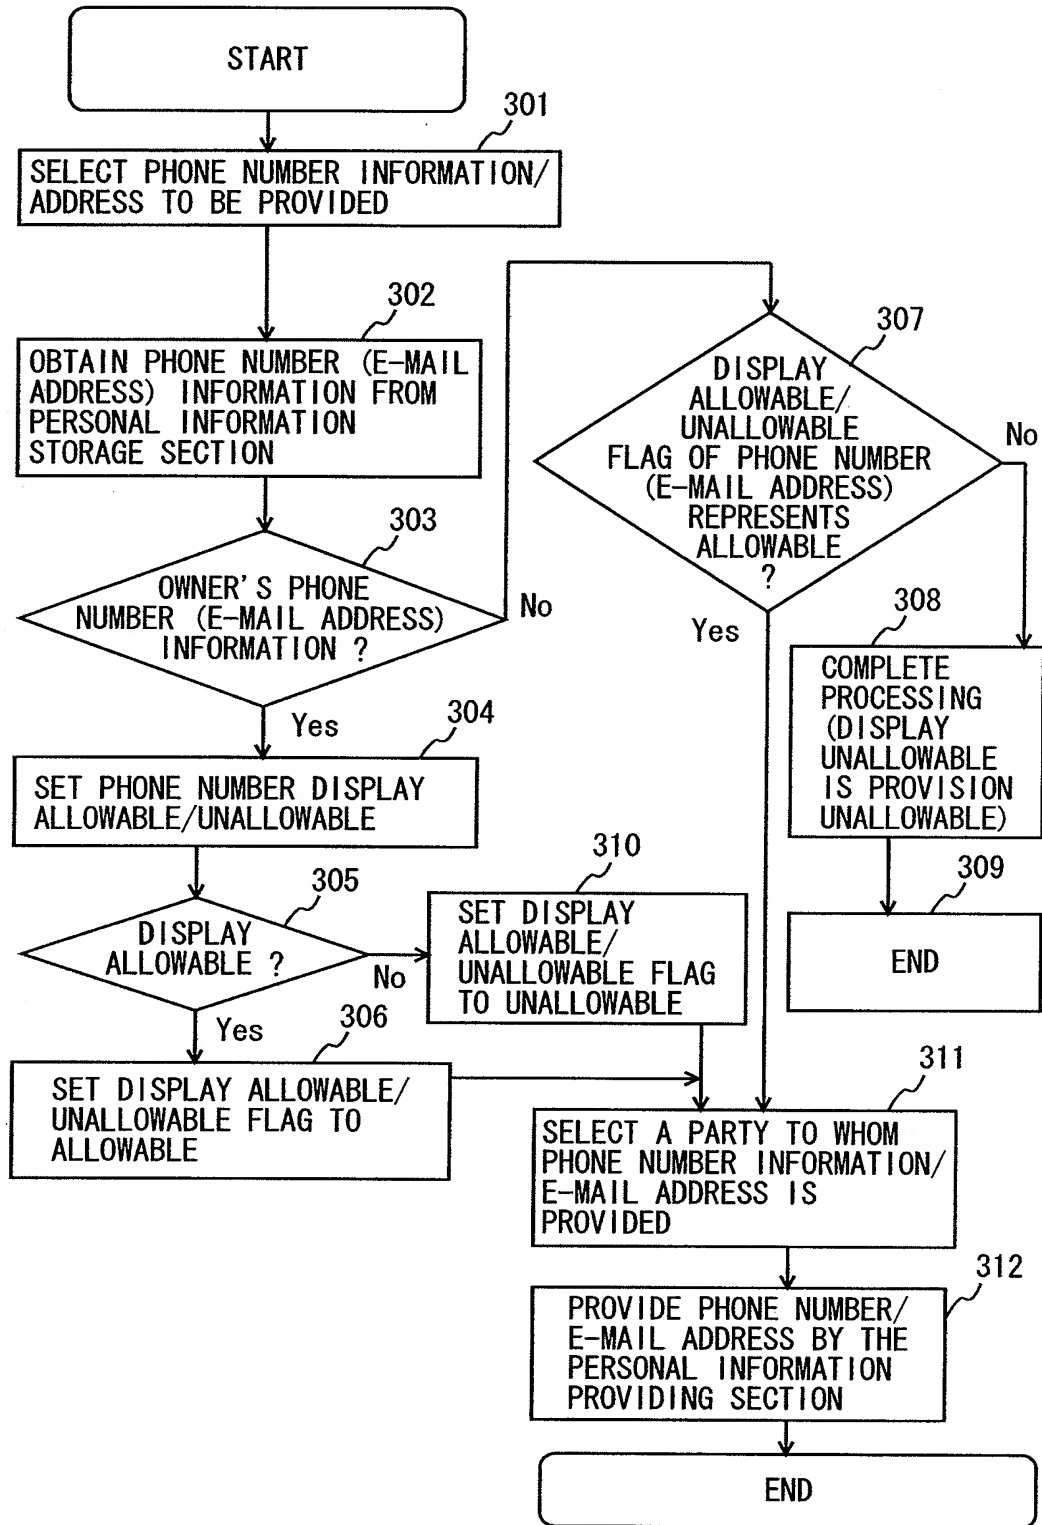 START
301
SELECT PHONE NUMBER INFORMATION/
ADDRESS TO BE PROVIDED
302
OBTAIN PHONE NUMBER (E-MAIL
ADDRESS) INFORMATION FROM
PERSONAL INFORMATION
STORAGE SECTION
303
OWNER'S PHONE
NUMBER (E-MAIL ADDRESS)
INFORMATION ?
No
Yes
304
SET PHONE NUMBER DISPLAY
ALLOWABLE/UNALLOWABLE
305
DISPLAY
ALLOWABLE ?
No
Yes
306
SET DISPLAY ALLOWABLE/
UNALLOWABLE FLAG TO
ALLOWABLE
307
DISPLAY
ALLOWABLE/
UNALLOWABLE
FLAG OF PHONE NUMBER
(E-MAIL ADDRESS)
REPRESENTS
ALLOWABLE
?
No
Yes
308
COMPLETE
PROCESSING
(DISPLAY
UNALLOWABLE
IS PROVISION
UNALLOWABLE)
309
END
310
SET DISPLAY
ALLOWABLE/
UNALLOWABLE FLAG
TO UNALLOWABLE
311
SELECT A PARTY TO WHOM
PHONE NUMBER INFORMATION/
E-MAIL ADDRESS IS
PROVIDED
312
PROVIDE PHONE NUMBER/
E-MAIL ADDRESS BY THE
PERSONAL INFORMATION
PROVIDING SECTION
END